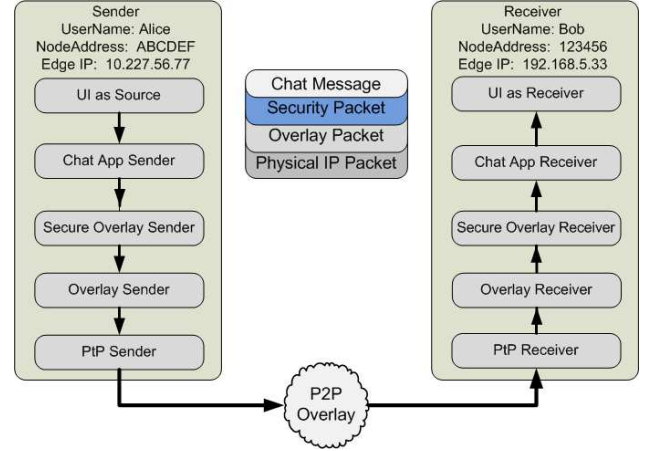 Sender
UserName: Alice
NodeAddress: ABCDEF
Edge IP: 10.227.56.77
UI as Source
Chat App Sender
Secure Overlay Sender
Overlay Sender
PtP Sender
Chat Message
Security Packet
Overlay Packet
Physical IP Packet
P2P
Overlay
Receiver
UserName: Bob
NodeAddress: 123456
Edge IP: 192.168.5.33
UI as Receiver
Chat App Receiver
Secure Overlay Receiver
Overlay Receiver
PtP Receiver